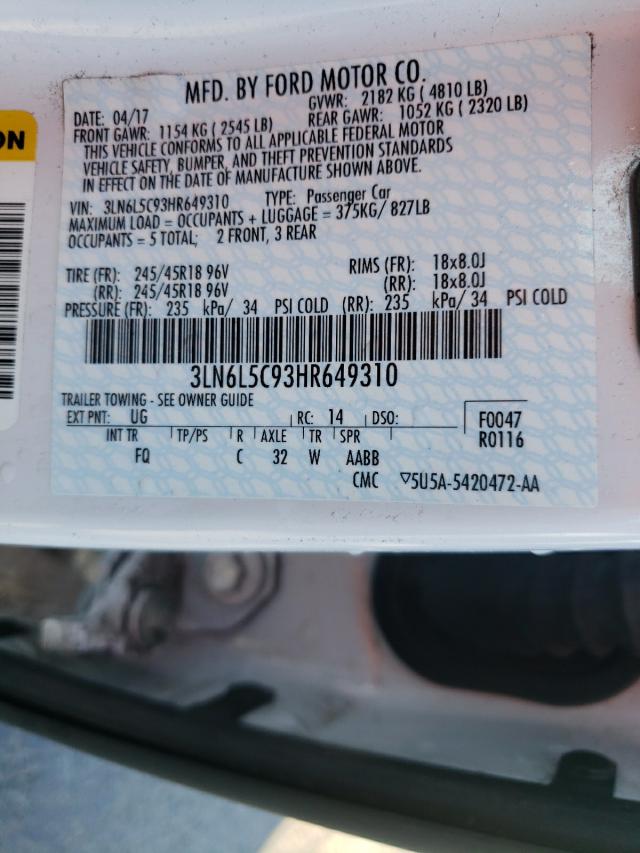 ON
MFD. BY FORD MOTOR CO.
DATE: 04/17 GVWR: 2182 KG ( 4810 LB)
FRONT GAWR: 1154 KG ( 2545 LB) REAR GAWR: 1052 KG ( 2320 LB)
THIS VEHICLE CONFORMS TO ALL APPLICABLE FEDERAL MOTOR
VEHICLE SAFETY, BUMPER, AND THEFT PREVENTION STANDARDS
IN EFFECT ON THE DATE OF MANUFACTURE SHOWN ABOVE.
VIN: 3LN6L5C93HR649310 TYPE: Passenger Car
MAXIMUM LOAD = OCCUPANTS + LUGGAGE = 375KG/ 827LB
OCCUPANTS = 5 TOTAL; 2 FRONT, 3 REAR
TIRE (FR): 245/45R18 96V RIMS (FR): 18x8.0J
(RR): 245/45R18 96V (RR): 18x8.0J
PRESSURE (FR): 235 kPa/ 34 PSI COLD (RR): 235 kPa/ 34 PSI COLD
3LN6L5C93HR649310
TRAILER TOWING - SEE OWNER GUIDE
EXT PNT: UG RC: 14 DSO: F0047
R0116
INT TR TP/PS R AXLE TR SPR
FQ C 32 W AABB
CMC 5U5A-5420472-AA